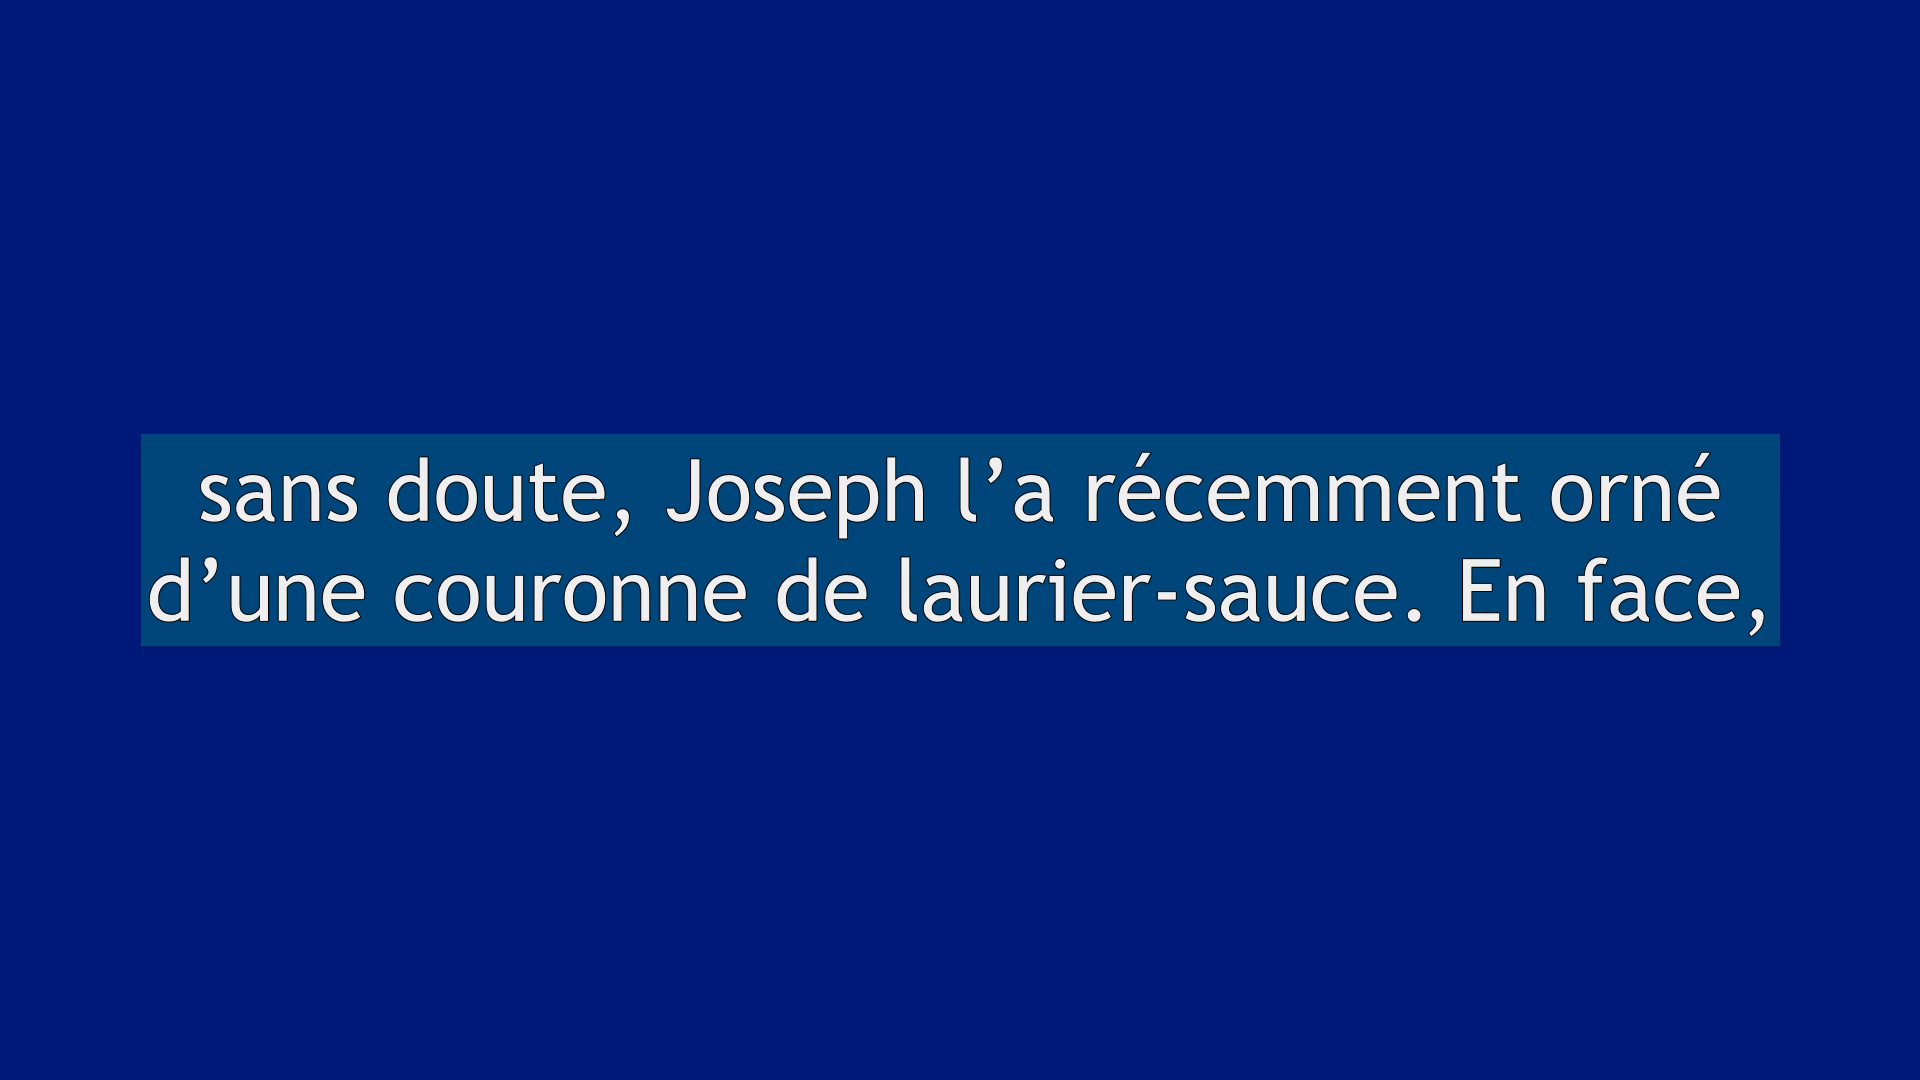 sans doute, Joseph l’a récemment orné
d’une couronne de laurier-sauce. En face,